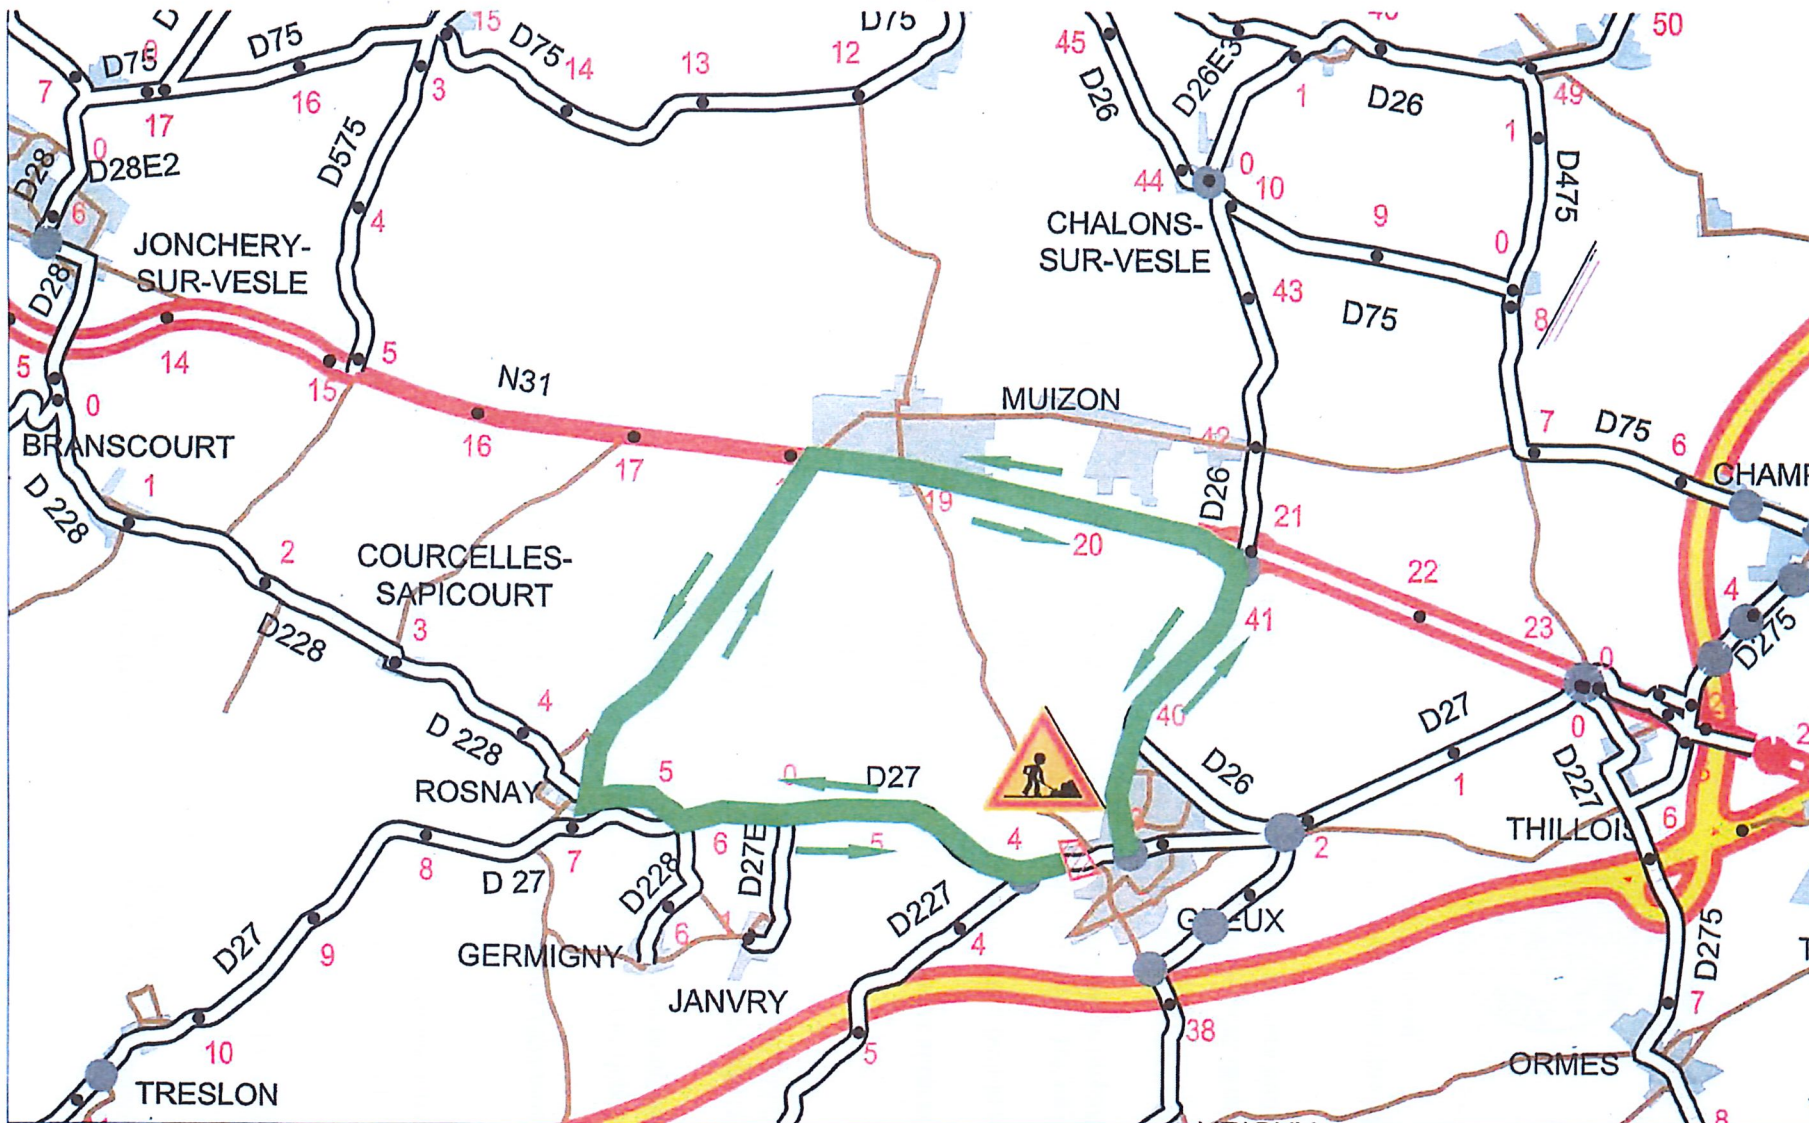 15
D75
D75
D75
D75
7
17
16
3
14
13
12
45
D26
D26E3
1
D26
50
49
1
D475
0
D28
D28E2
6
D575
4
44
0
10
9
0
JONCHERY-
SUR-VESLE
CHALONS-
SUR-VESLE
D28
43
D75
8
5
14
15
5
N31
16
17
MUIZON
7
D75
6
CHAMP
0
BRANSCOURT
1
D 228
D26
21
19
20
2
COURCELLES-
SAPICOURT
22
4
D228
3
41
23
0
D275
4
D 228
40
D27
0
D227
ROSNAY
5
D27
D26
1
6
5
4
2
THILLOIS
6
8
7
D 27
D27E
D228
D227
GUEUX
D27
9
GERMIGNY
6
1
4
D275
JANVRY
7
38
10
5
ORMES
TRESLON
8